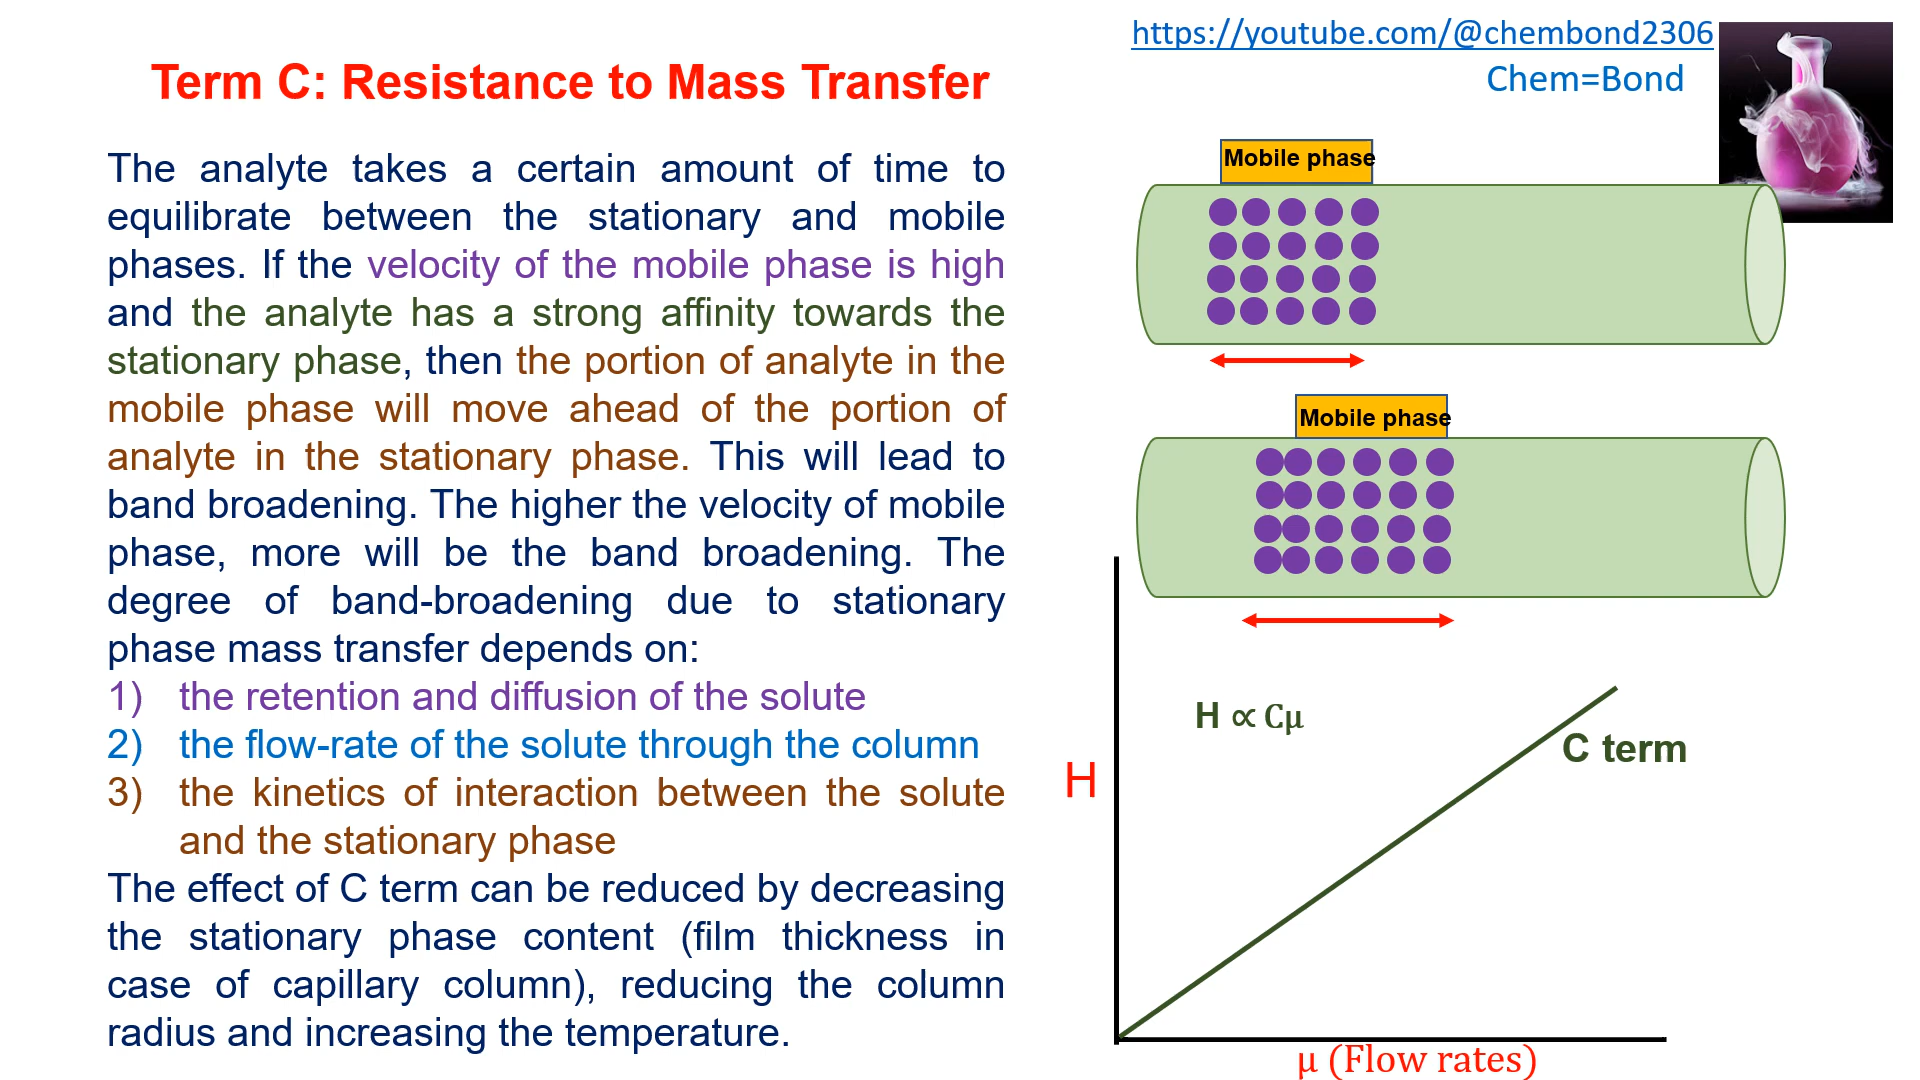 https://youtube.com/@chembond2306
Chem=Bond
Term C: Resistance to Mass Transfer
The analyte takes a certain amount of time to
equilibrate between the stationary and mobile
phases. If the velocity of the mobile phase is high
and the analyte has a strong affinity towards the
stationary phase, then the portion of analyte in the
mobile phase will move ahead of the portion of
analyte in the stationary phase. This will lead to
band broadening. The higher the velocity of mobile
phase, more will be the band broadening. The
degree of band-broadening due to stationary
phase mass transfer depends on:
1) the retention and diffusion of the solute
2) the flow-rate of the solute through the column
3) the kinetics of interaction between the solute
and the stationary phase
The effect of C term can be reduced by decreasing
the stationary phase content (film thickness in
case of capillary column), reducing the column
radius and increasing the temperature.
Mobile phase
Mobile phase
H ∝ Cμ
C term
H
μ (Flow rates)